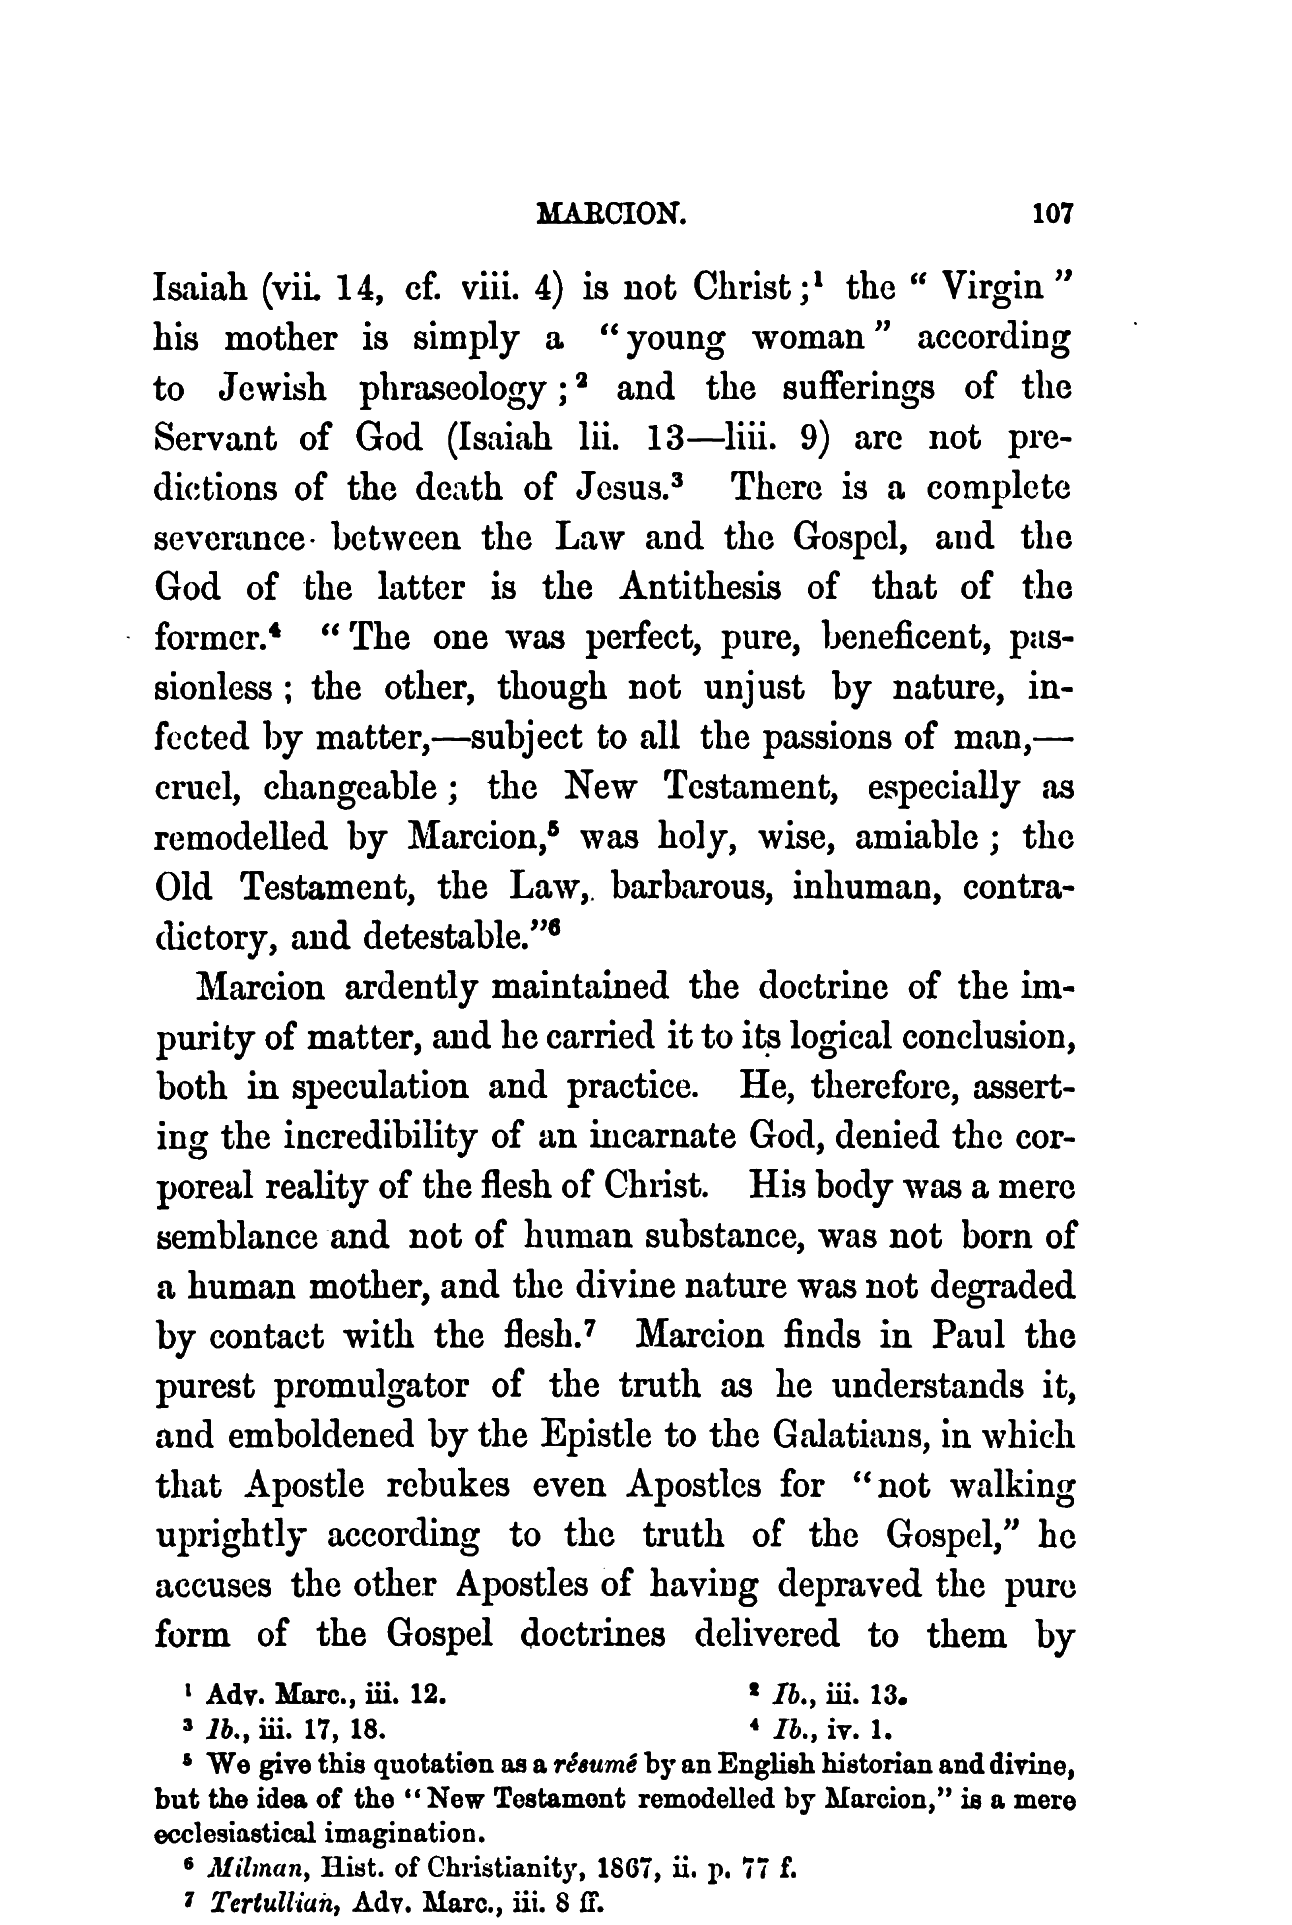 MARCION. 107
Isaiah (vii. 14, cf. viii. 4) is not Christ;¹ the “ Virgin ”
his mother is simply a “young woman” according
to Jewish phraseology;² and the sufferings of the
Servant of God (Isaiah lii. 13—liii. 9) are not pre-
dictions of the death of Jesus.³ There is a complete
severance between the Law and the Gospel, and the
God of the latter is the Antithesis of that of the
former.⁴ “The one was perfect, pure, beneficent, pas-
sionless; the other, though not unjust by nature, in-
fected by matter,—subject to all the passions of man,—
cruel, changeable; the New Testament, especially as
remodelled by Marcion,⁵ was holy, wise, amiable; the
Old Testament, the Law, barbarous, inhuman, contra-
dictory, and detestable.”⁶
Marcion ardently maintained the doctrine of the im-
purity of matter, and he carried it to its logical conclusion,
both in speculation and practice. He, therefore, assert-
ing the incredibility of an incarnate God, denied the cor-
poreal reality of the flesh of Christ. His body was a mere
semblance and not of human substance, was not born of
a human mother, and the divine nature was not degraded
by contact with the flesh.⁷ Marcion finds in Paul the
purest promulgator of the truth as he understands it,
and emboldened by the Epistle to the Galatians, in which
that Apostle rebukes even Apostles for “not walking
uprightly according to the truth of the Gospel,” he
accuses the other Apostles of having depraved the pure
form of the Gospel doctrines delivered to them by
¹ Adv. Marc., iii. 12. ² Ib., iii. 13.
³ Ib., iii. 17, 18. ⁴ Ib., iv. 1.
⁵ We give this quotation as a résumé by an English historian and divine,
but the idea of the “New Testament remodelled by Marcion,” is a mere
ecclesiastical imagination.
⁶ Milman, Hist. of Christianity, 1867, ii. p. 77 f.
⁷ Tertullian, Adv. Marc., iii. 8 ff.